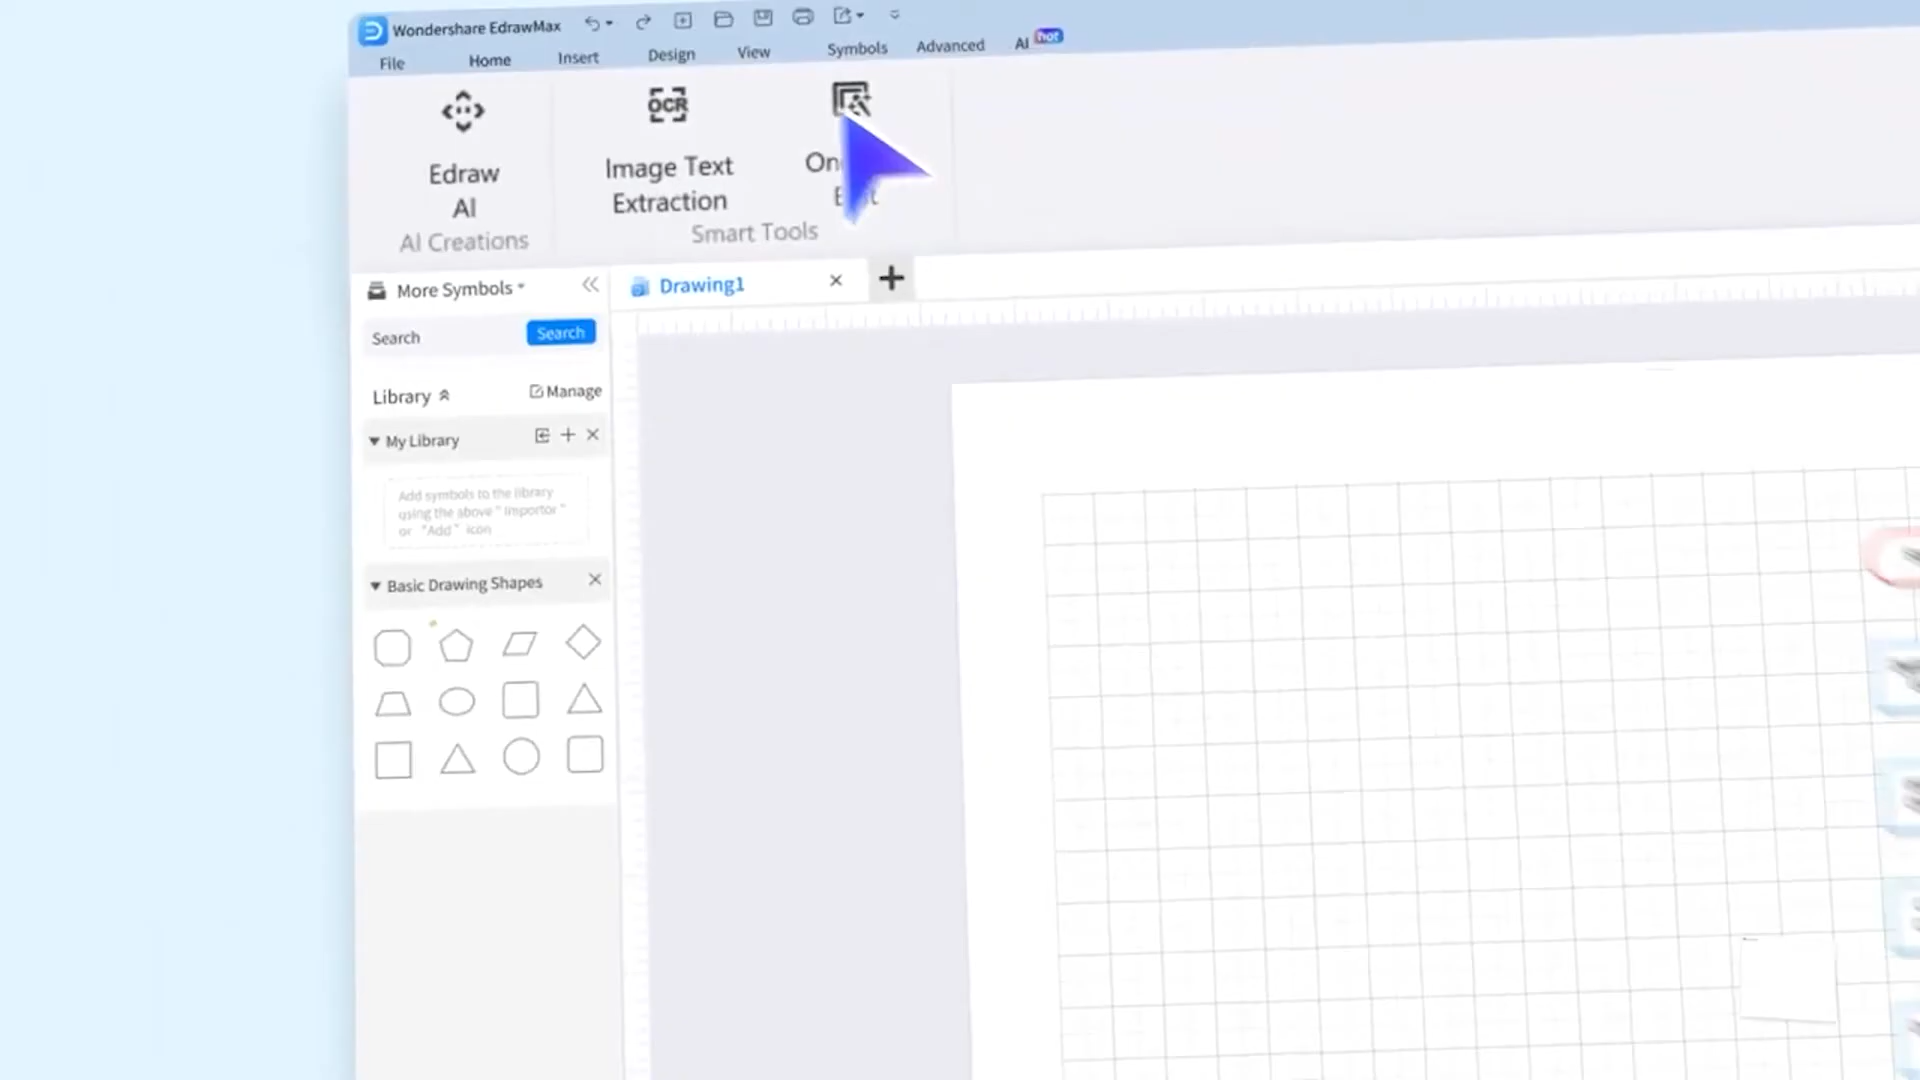 Wondershare EdrawMax
File Home Insert Design View Symbols Advanced AI hot
OCR
Edraw
AI
AI Creations
Image Text
Extraction
Smart Tools
More Symbols
Drawing1
Search Search
Library Manage
My Library
Add symbols to the library
using the above " Importor "
or "Add" icon
Basic Drawing Shapes